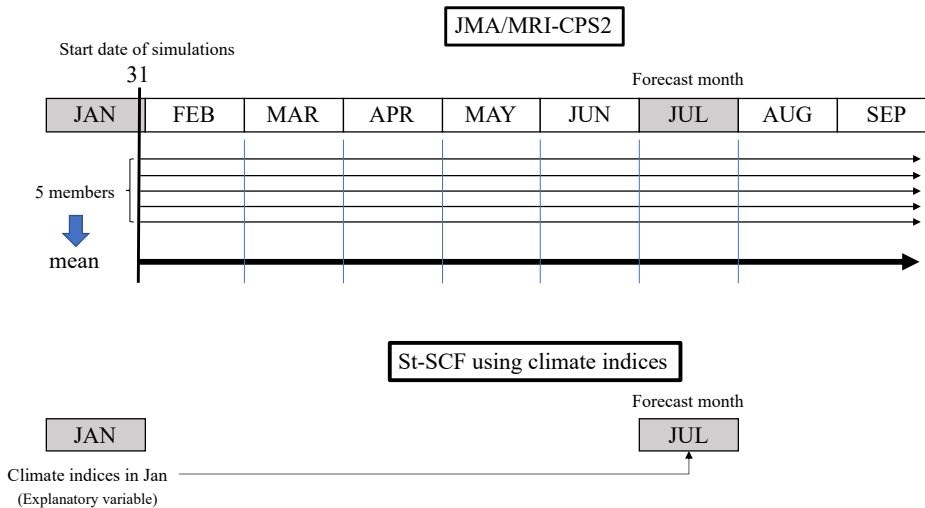 JMA/MRI-CPS2
Start date of simulations
31
Forecast month
JAN FEB MAR APR MAY JUN JUL AUG SEP
5 members
mean
St-SCF using climate indices
Forecast month
JAN JUL
Climate indices in Jan
(Explanatory variable)